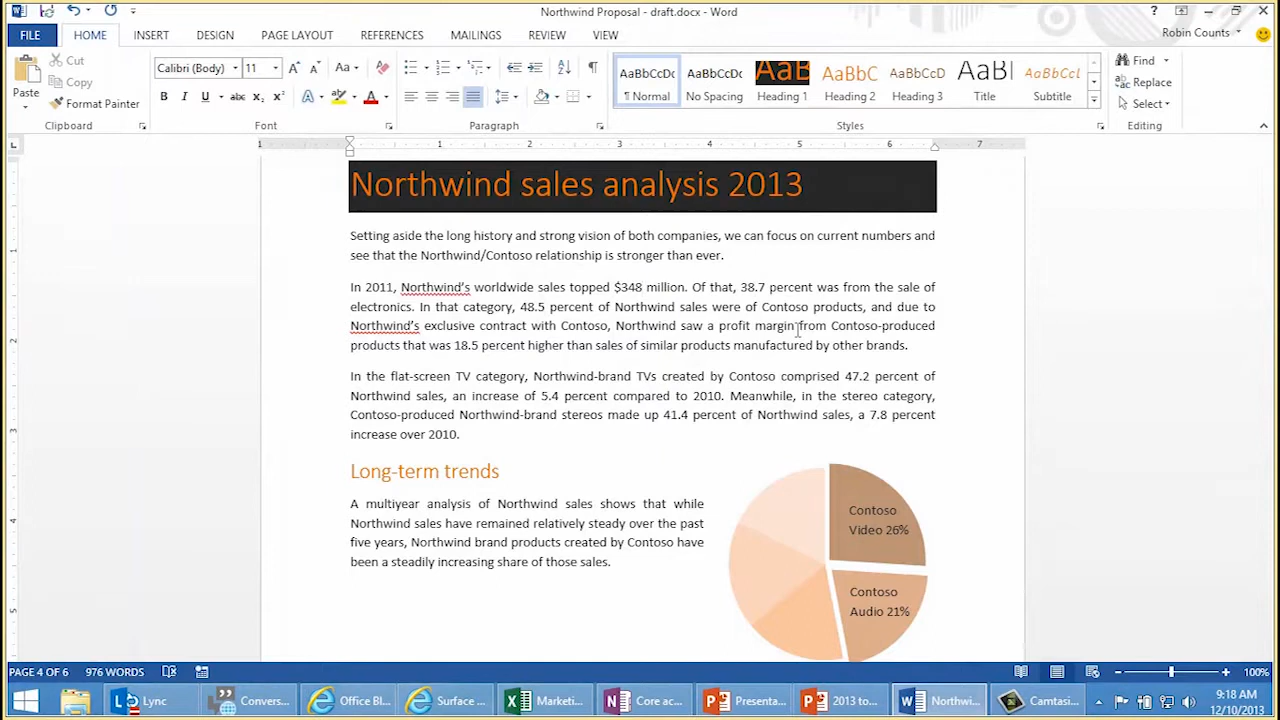 Northwind Proposal - draft.docx - Word
FILE HOME INSERT DESIGN PAGE LAYOUT REFERENCES MAILINGS REVIEW VIEW Robin Counts
Cut
Copy
Format Painter
Paste
Clipboard
Calibri (Body) 11
Font
Paragraph
AaBbCcDc AaBbCcDc AaB AaBbC AaBbCcD AaBl AaBbCcL
¶ Normal No Spacing Heading 1 Heading 2 Heading 3 Title Subtitle
Styles
Find
Replace
Select
Editing
1 1 2 3 4 5 6 7
Northwind sales analysis 2013
Setting aside the long history and strong vision of both companies, we can focus on current numbers and
see that the Northwind/Contoso relationship is stronger than ever.
In 2011, Northwind's worldwide sales topped $348 million. Of that, 38.7 percent was from the sale of
electronics. In that category, 48.5 percent of Northwind sales were of Contoso products, and due to
Northwind's exclusive contract with Contoso, Northwind saw a profit margin from Contoso-produced
products that was 18.5 percent higher than sales of similar products manufactured by other brands.
In the flat-screen TV category, Northwind-brand TVs created by Contoso comprised 47.2 percent of
Northwind sales, an increase of 5.4 percent compared to 2010. Meanwhile, in the stereo category,
Contoso-produced Northwind-brand stereos made up 41.4 percent of Northwind sales, a 7.8 percent
increase over 2010.
Long-term trends
A multiyear analysis of Northwind sales shows that while
Northwind sales have remained relatively steady over the past
five years, Northwind brand products created by Contoso have
been a steadily increasing share of those sales.
Contoso
Video 26%
Contoso
Audio 21%
PAGE 4 OF 6 976 WORDS 100%
Lync Convers... Office Bl... Surface ... Marketi... Core ac... Presenta... 2013 to... Northwi... Camtasi...
9:18 AM
12/10/2013